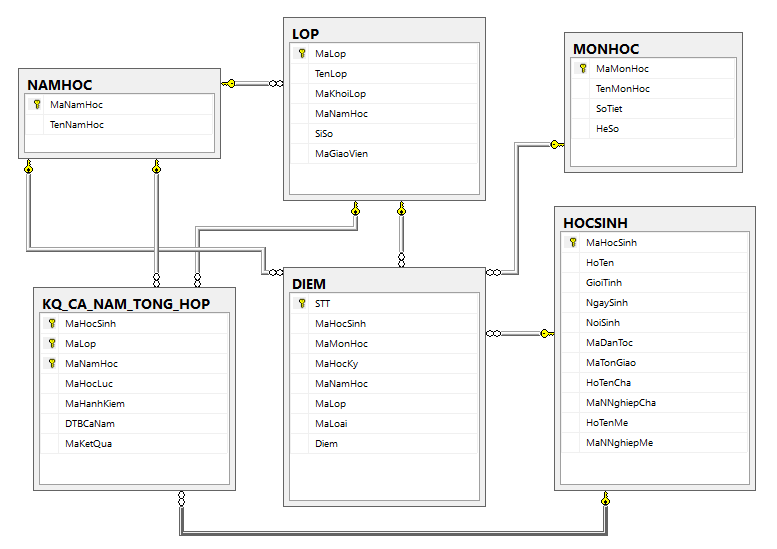 NAMHOC
MaNamHoc
TenNamHoc
LOP
MaLop
TenLop
MaKhoiLop
MaNamHoc
SiSo
MaGiaoVien
MONHOC
MaMonHoc
TenMonHoc
SoTiet
HeSo
KQ_CA_NAM_TONG_HOP
MaHocSinh
MaLop
MaNamHoc
MaHocLuc
MaHanhKiem
DTBCaNam
MaKetQua
DIEM
STT
MaHocSinh
MaMonHoc
MaHocKy
MaNamHoc
MaLop
MaLoai
Diem
HOCSINH
MaHocSinh
HoTen
GioiTinh
NgaySinh
NoiSinh
MaDanToc
MaTonGiao
HoTenCha
MaNNghiepCha
HoTenMe
MaNNghiepMe